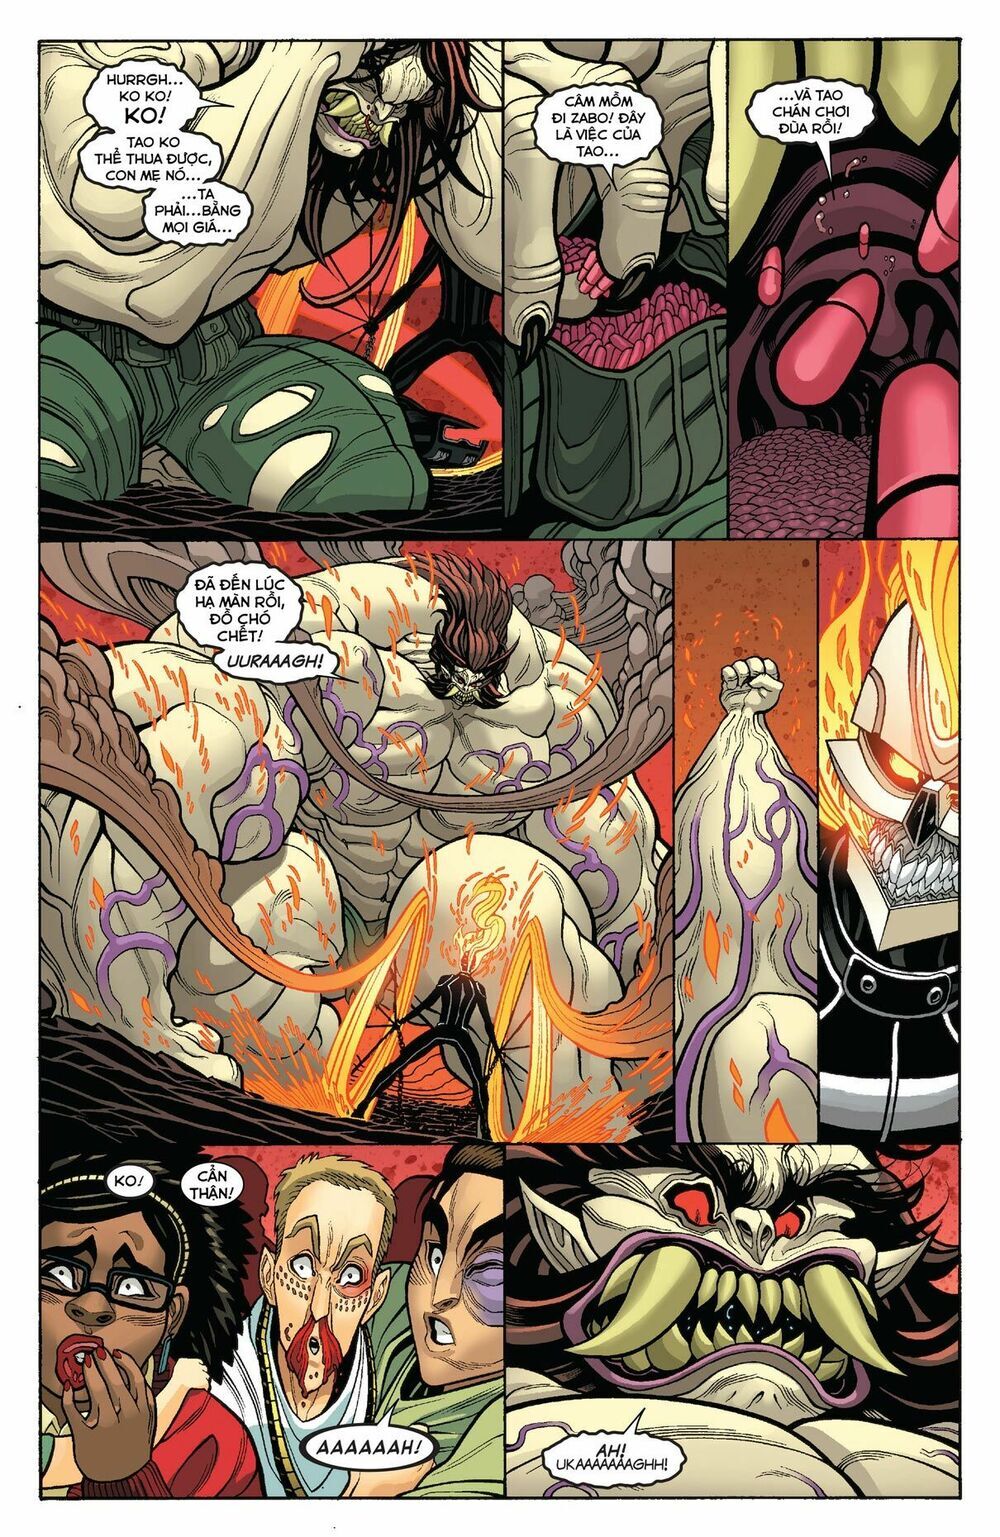 HURRGH...
KO KO!
KO!
TAO KO
THỂ THUA ĐƯỢC,
CON MẸ NÓ...
...TA
PHẢI...BẰNG
MỌI GIÁ...
CÂM MỒM
ĐI ZABO! ĐÂY
LÀ VIỆC CỦA
TAO...
...VÀ TAO
CHÁN CHƠI
ĐÙA RỒI!
ĐÃ ĐẾN LÚC
HẠ MÀN RỒI,
ĐỒ CHÓ
CHẾT!
UURAAAGH!
KO!
CẨN
THẬN!
AAAAAAH!
AH!
UKAAAAAAAGHH!